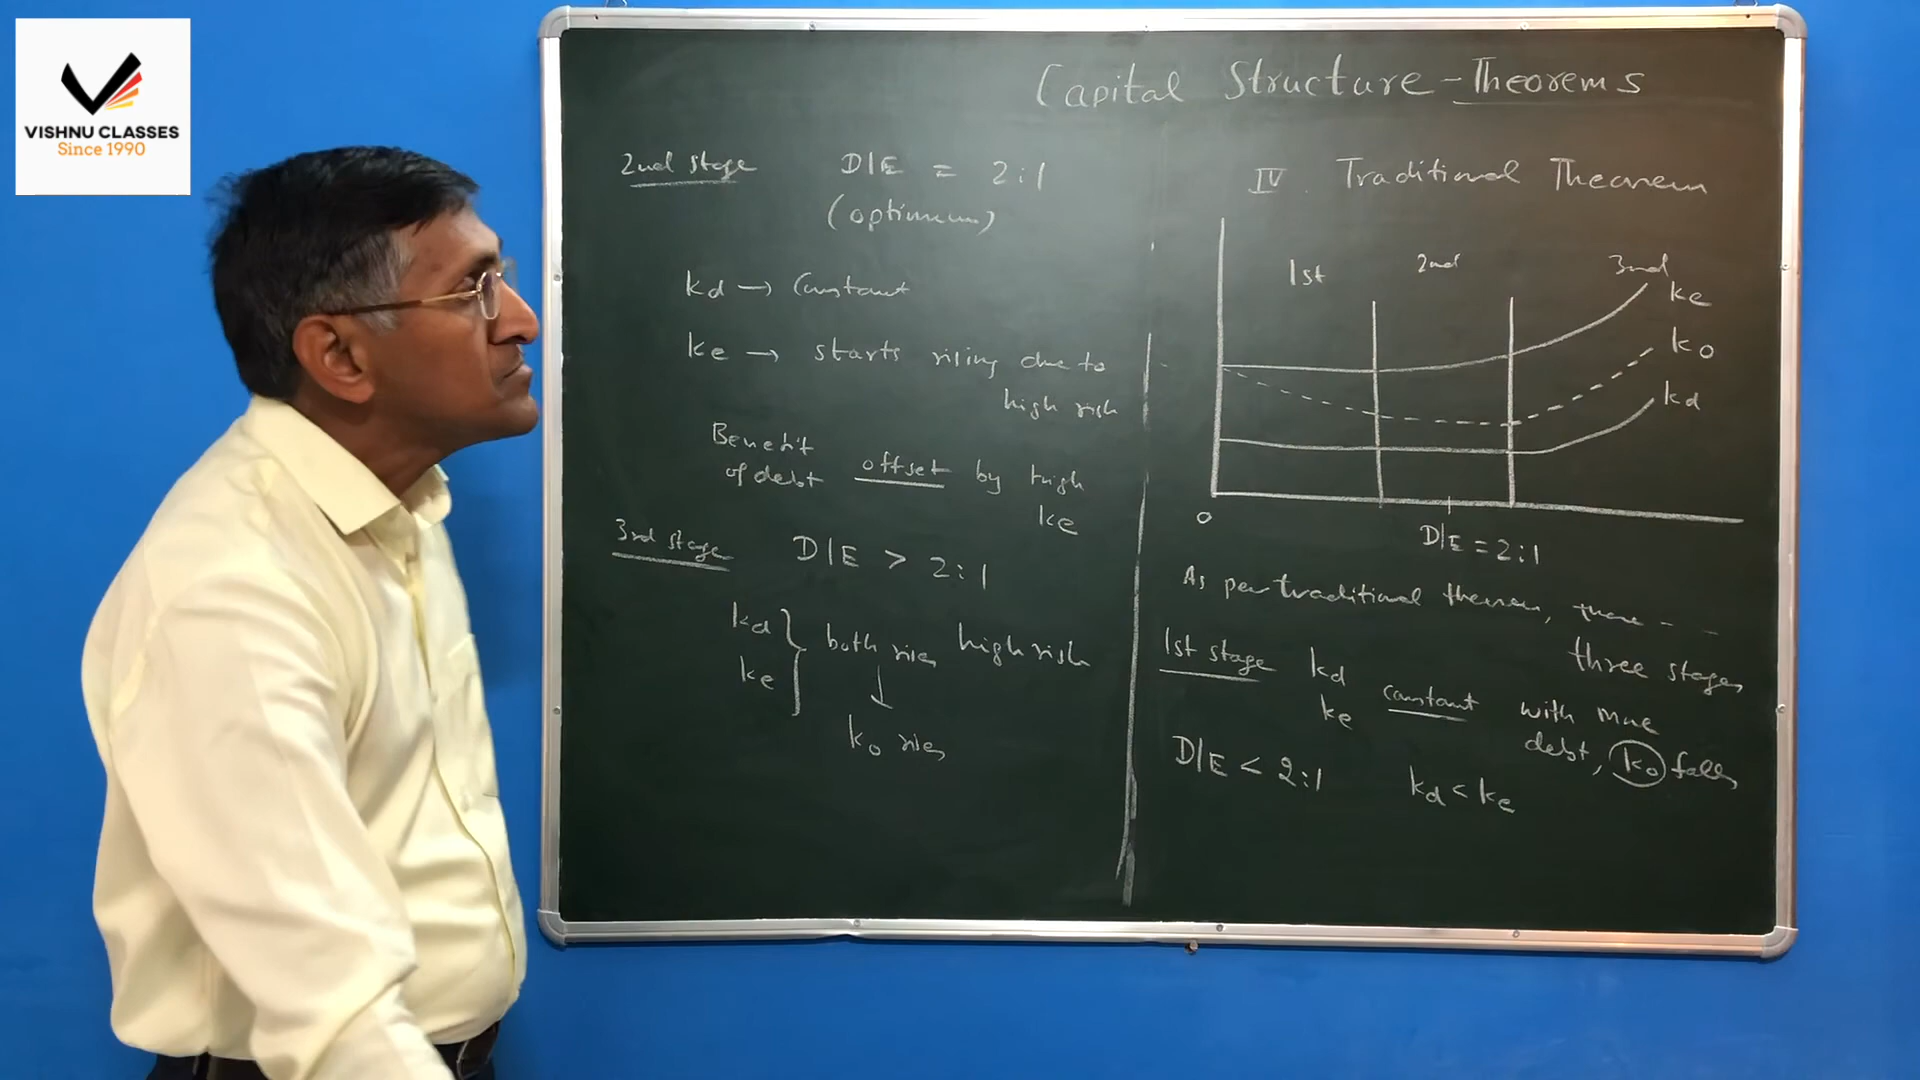 VISHNU CLASSES
Since 1990
Capital Structure - Theorems
2nd stage D/E = 2:1
(optimum)
kd → Constant
ke → starts rising due to
high risk
Benefit
of debt offset by high
ke
3rd stage D/E > 2:1
kd
ke } both rises high risk
↓
ko rises
IV. Traditional Theorem
1st 2nd 3rd
ke
ko
kd
0
D/E = 2:1
As per traditional theorem, there - -
three stages
1st stage kd
ke constant with more
debt, ko falls
D/E < 2:1 kd < ke